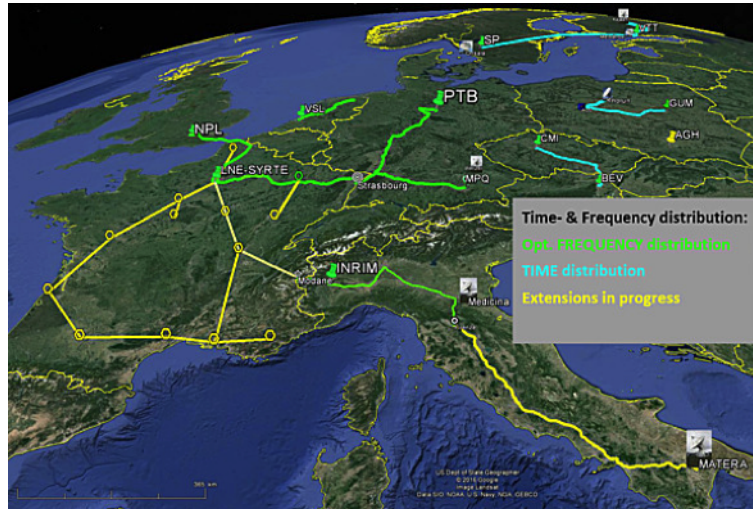 SP
PTB
VSL
GUM
NPL
AGH
CMI
LNE-SYRTE
Strasbourg
MPQ
BEV
Time- & Frequency distribution:
Opt. FREQUENCY distribution
TIME distribution
Extensions in progress
INRIM
Modane
Medicina
MATERA
365 km
US Dept of State Geographer
© 2016 Google
Image Landsat
Data SIO, NOAA, U.S. Navy, NGA, GEBCO